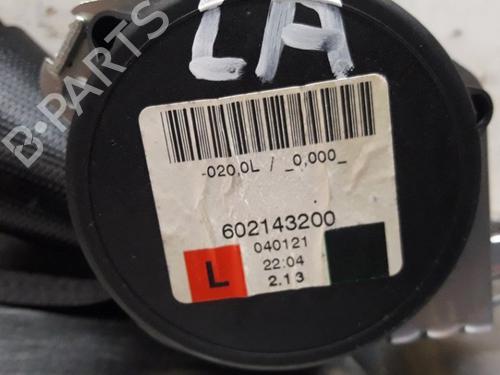 LA
B-PARTS
-020,0L / _0,000_
602143200
040121
L
22:04
2.13